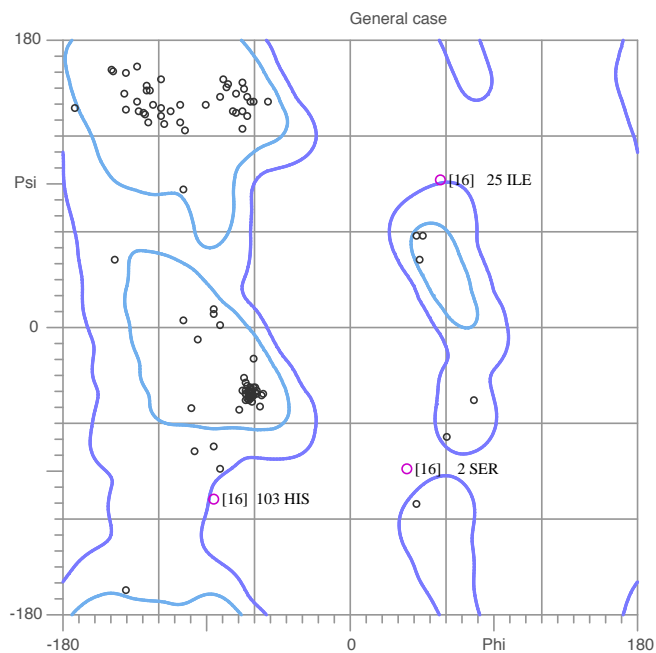 General case
180
Psi
[16] 25 ILE
0
[16] 2 SER
[16] 103 HIS
-180
-180 0 Phi 180